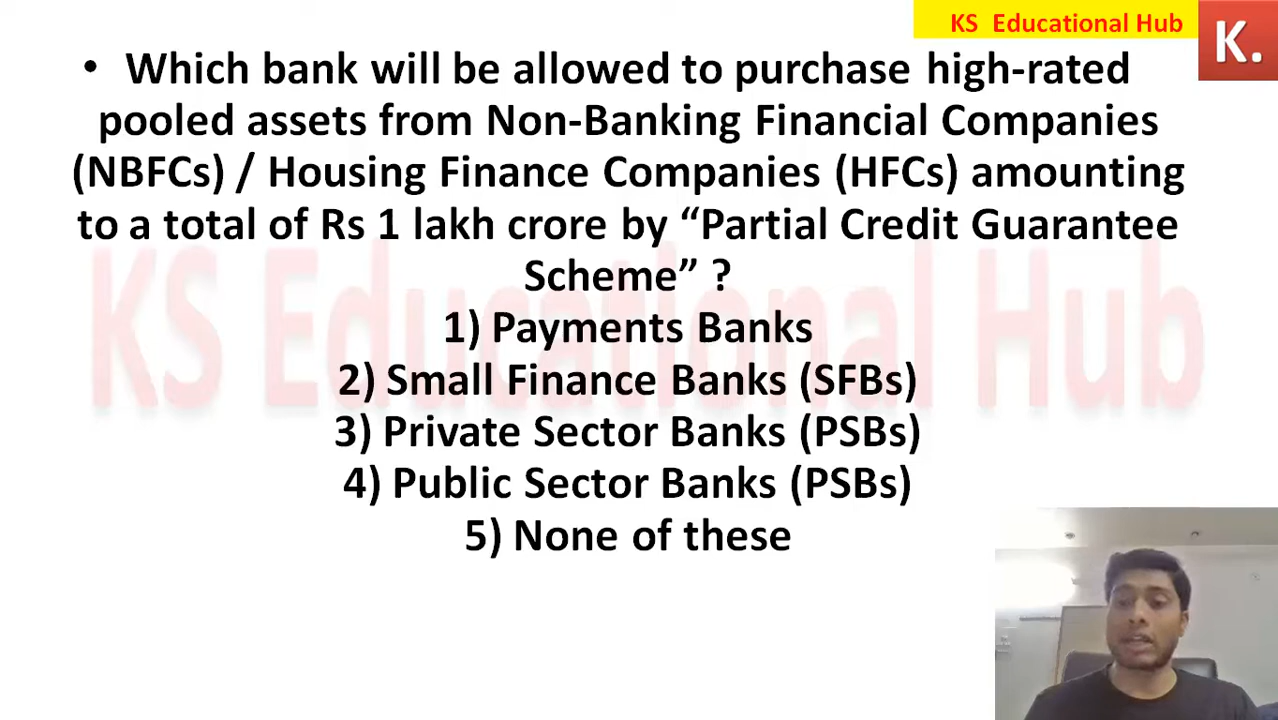 KS Educational Hub
K.
• Which bank will be allowed to purchase high-rated
pooled assets from Non-Banking Financial Companies
(NBFCs) / Housing Finance Companies (HFCs) amounting
to a total of Rs 1 lakh crore by “Partial Credit Guarantee
Scheme” ?
1) Payments Banks
2) Small Finance Banks (SFBs)
3) Private Sector Banks (PSBs)
4) Public Sector Banks (PSBs)
5) None of these
KS Educational Hub